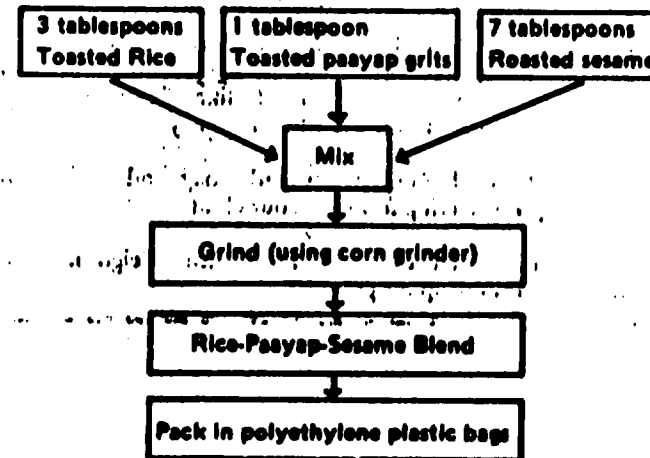 3 tablespoons
Toasted Rice
1 tablespoon
Toasted paayap grits
7 tablespoons
Roasted sesame
Mix
Grind (using corn grinder)
Rice-Paayap-Sesame Blend
Pack in polyethylene plastic bags